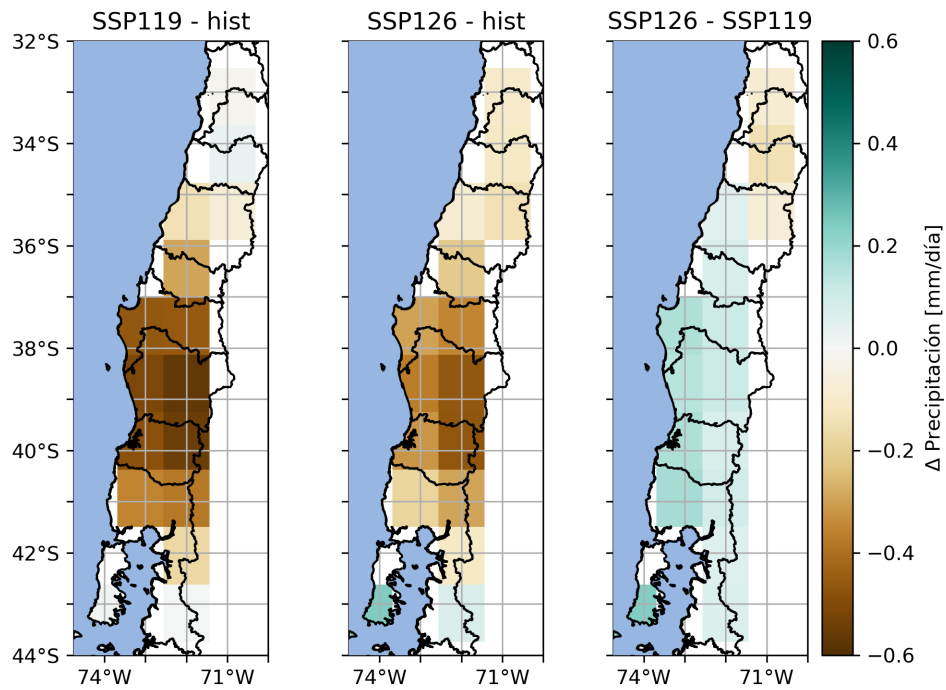 SSP119 - hist
SSP126 - hist
SSP126 - SSP119
32°S
34°S
36°S
38°S
40°S
42°S
44°S
74°W
71°W
74°W
71°W
74°W
71°W
0.6
0.4
0.2
0.0
−0.2
−0.4
−0.6
Δ Precipitación [mm/día]